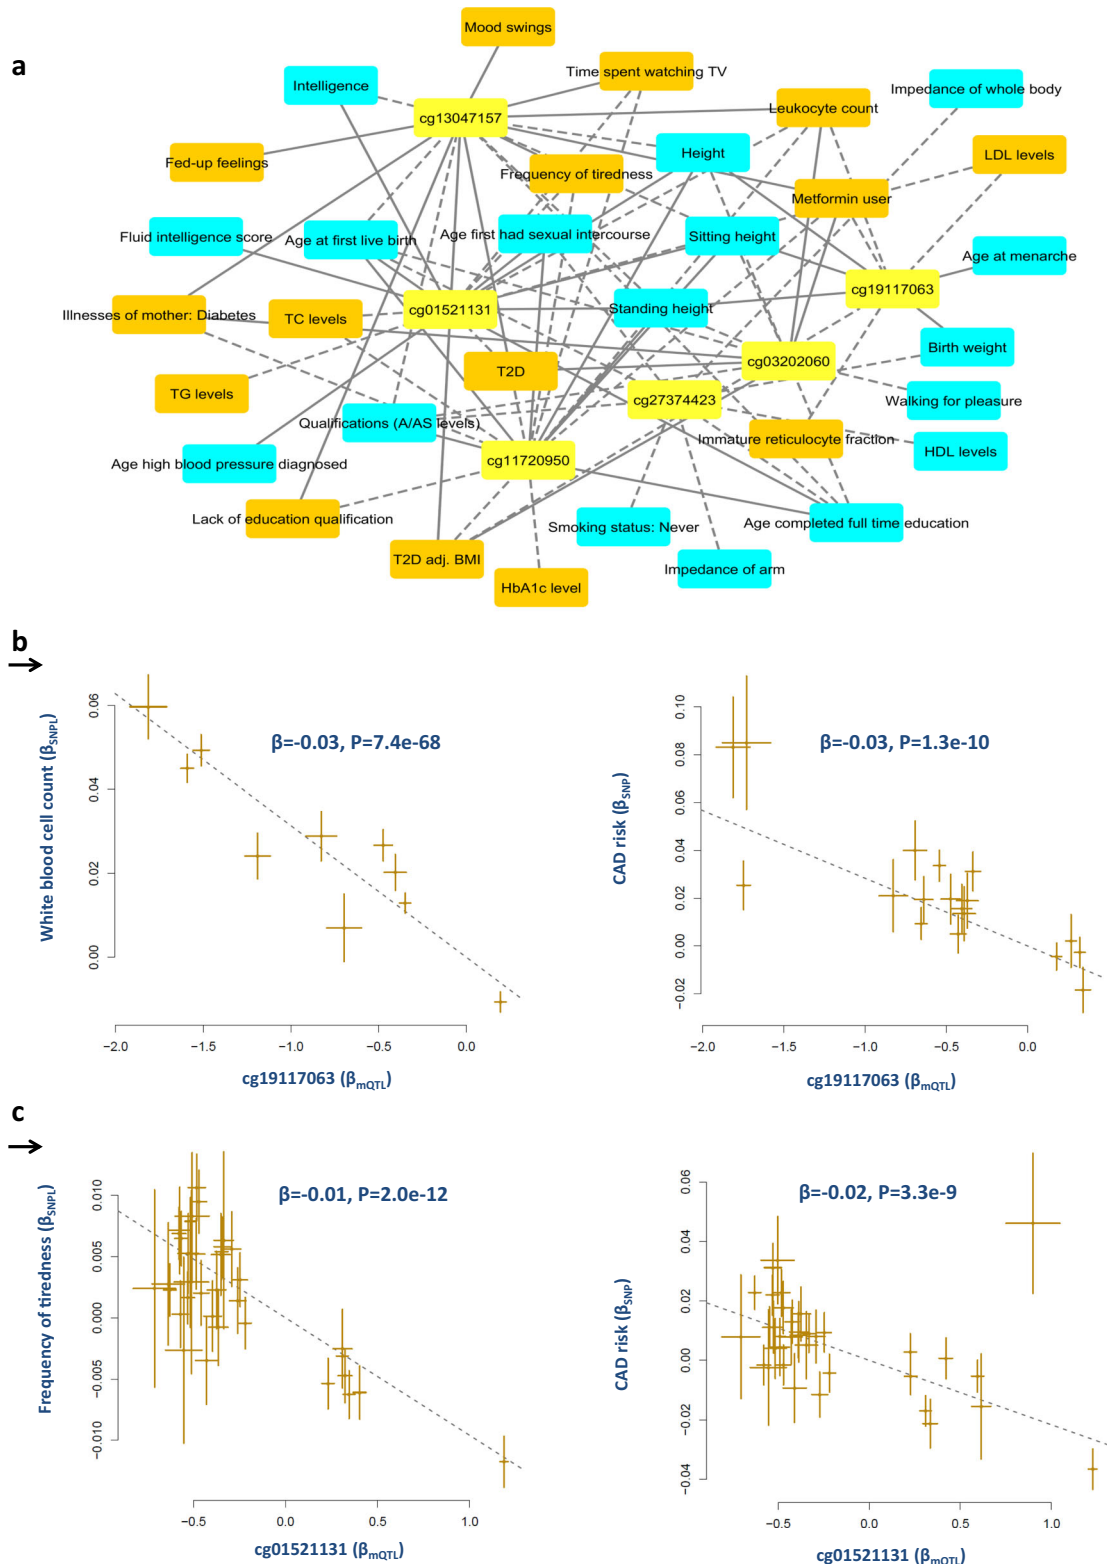 a
Mood swings
Time spent watching TV
Intelligence
Impedance of whole body
Leukocyte count
cg13047157
Fed-up feelings
Height
LDL levels
Frequency of tiredness
Metformin user
Fluid intelligence score
Age at first live birth
Age first had sexual intercourse
Sitting height
Age at menarche
cg19117063
Illnesses of mother: Diabetes
TC levels
cg01521131
Standing height
Birth weight
cg03202060
T2D
TG levels
cg27374423
Walking for pleasure
Qualifications (A/AS levels)
Immature reticulocyte fraction
HDL levels
Age high blood pressure diagnosed
cg11720950
Lack of education qualification
Smoking status: Never
Age completed full time education
T2D adj. BMI
Impedance of arm
HbA1c level
b
White blood cell count (βSNPL)
0.06
0.04
0.02
0.00
β=-0.03, P=7.4e-68
−2.0 −1.5 −1.0 −0.5 0.0
cg19117063 (βmQTL)
CAD risk (βSNP)
0.10
0.08
0.06
0.04
0.02
0.00
−0.02
β=-0.03, P=1.3e-10
−2.0 −1.5 −1.0 −0.5 0.0
cg19117063 (βmQTL)
c
Frequency of tiredness (βSNPL)
0.010
0.005
0.000
−0.005
−0.010
β=-0.01, P=2.0e-12
−0.5 0.0 0.5 1.0
cg01521131 (βmQTL)
CAD risk (βSNP)
0.06
0.04
0.02
0.00
−0.02
−0.04
β=-0.02, P=3.3e-9
−0.5 0.0 0.5 1.0
cg01521131 (βmQTL)